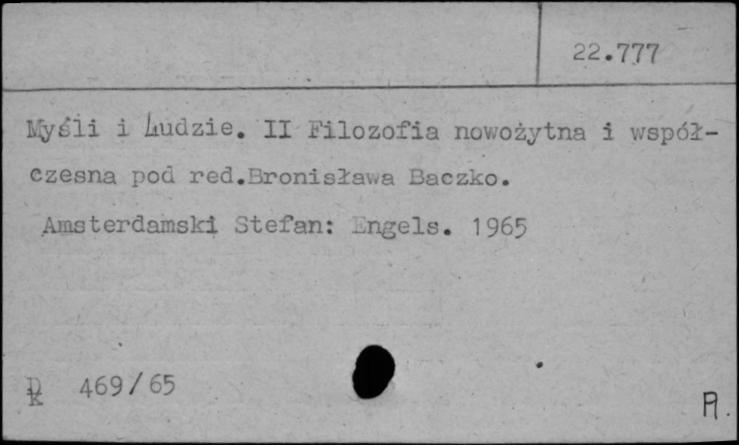 22.777
Myśli i Ludzie. II Filozofia nowożytna i współ-
czesna pod red.Bronisława Baczko.
Amsterdamski Stefan: Engels. 1965
469/65
A.